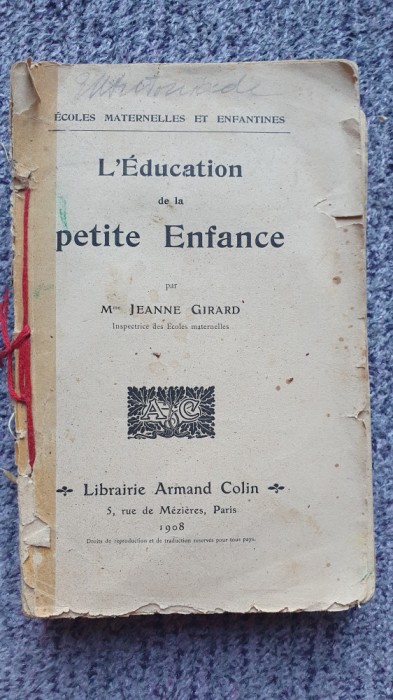 ÉCOLES MATERNELLES ET ENFANTINES
L'Éducation
de la
petite Enfance
par
Mme JEANNE GIRARD
Inspectrice des Écoles maternelles
A C
Librairie Armand Colin
5, rue de Mézières, Paris
1908
Droits de reproduction et de traduction réservés pour tous pays.